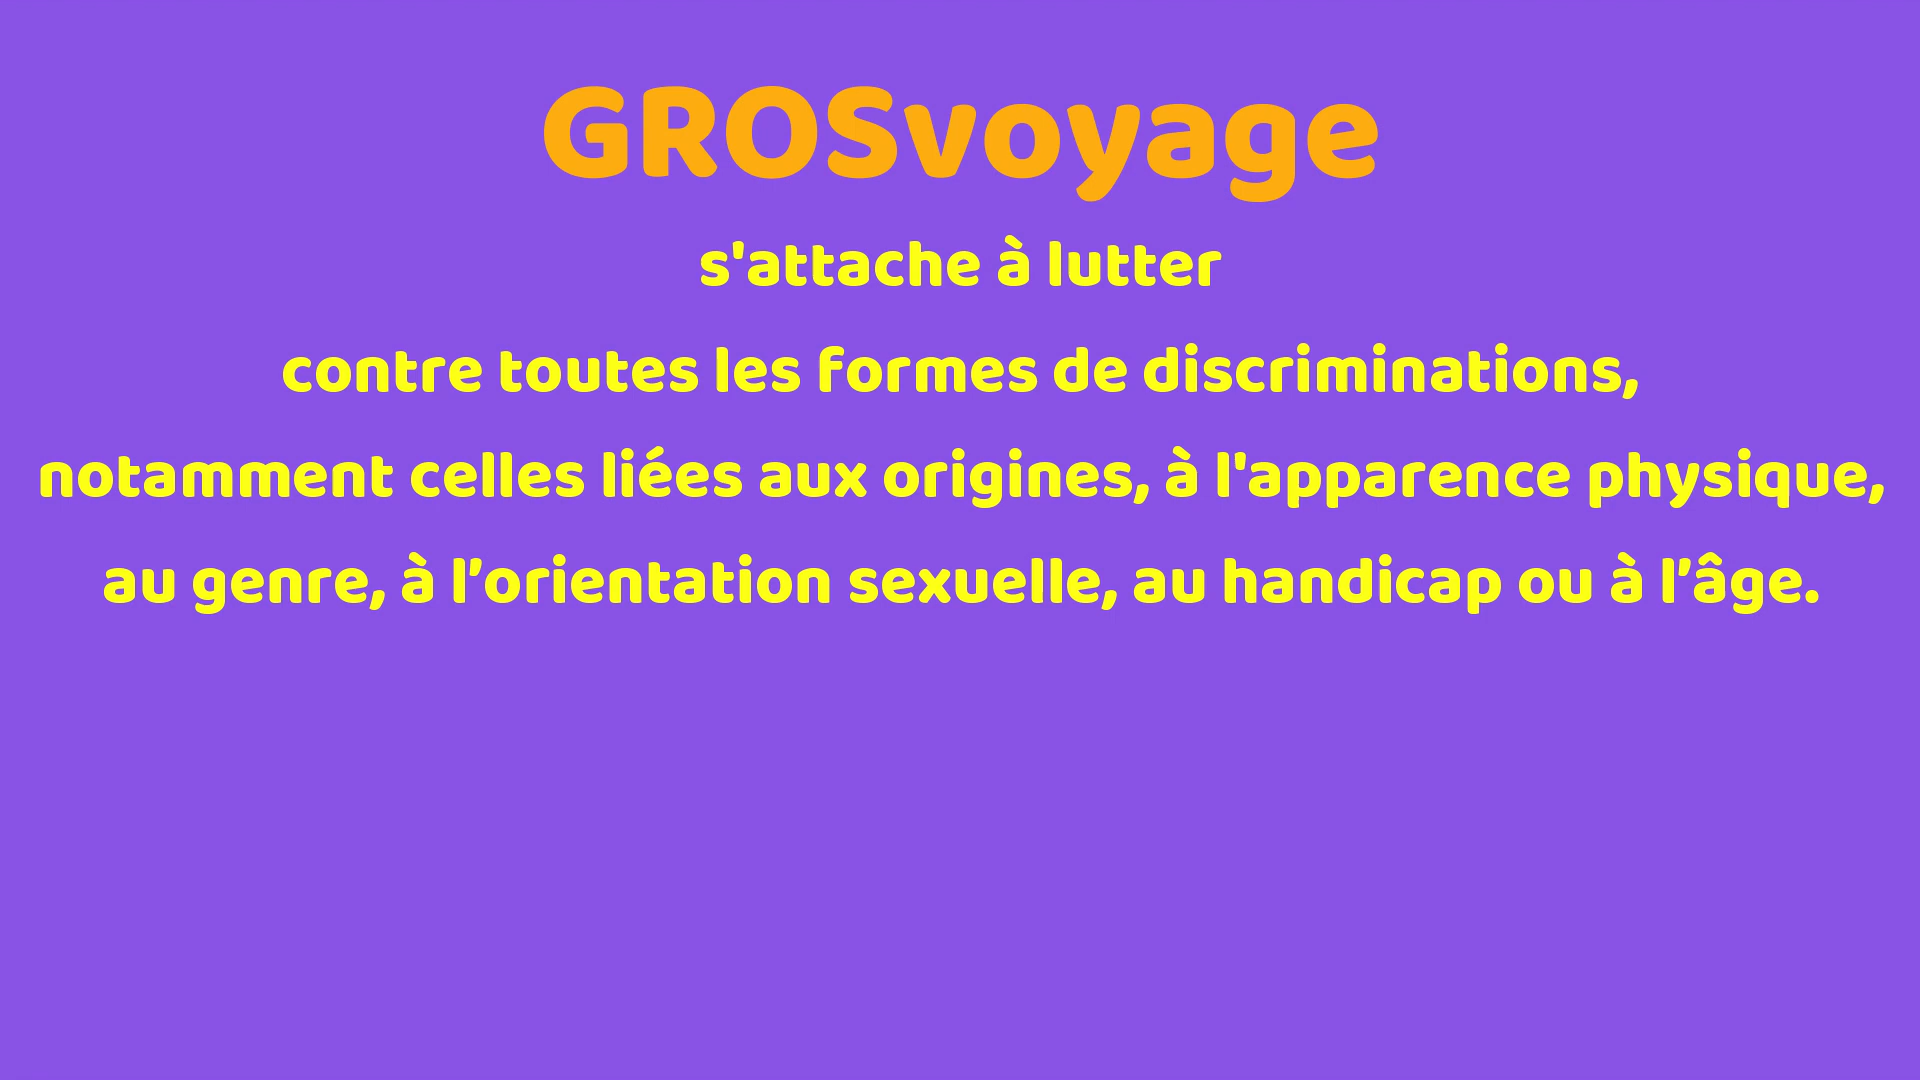 GROSvoyage
s'attache à lutter
contre toutes les formes de discriminations,
notamment celles liées aux origines, à l'apparence physique,
au genre, à l’orientation sexuelle, au handicap ou à l’âge.